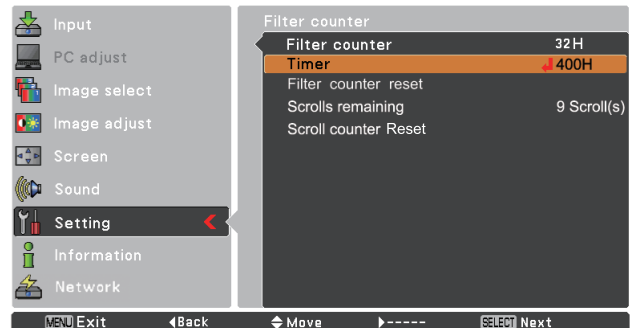 Input
PC adjust
Image select
Image adjust
Screen
Sound
Setting
Information
Network
Filter counter
Filter counter 32H
Timer 400H
Filter counter reset
Scrolls remaining 9 Scroll(s)
Scroll counter Reset
MENU Exit Back Move ----- SELECT Next